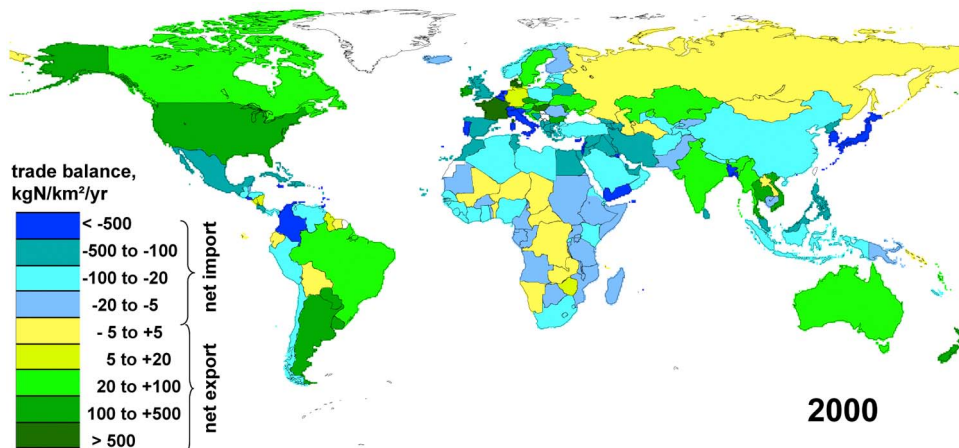 trade balance,
kgN/km²/yr
< -500
-500 to -100
-100 to -20
-20 to -5
- 5 to +5
5 to +20
20 to +100
100 to +500
> 500
net import
net export
2000